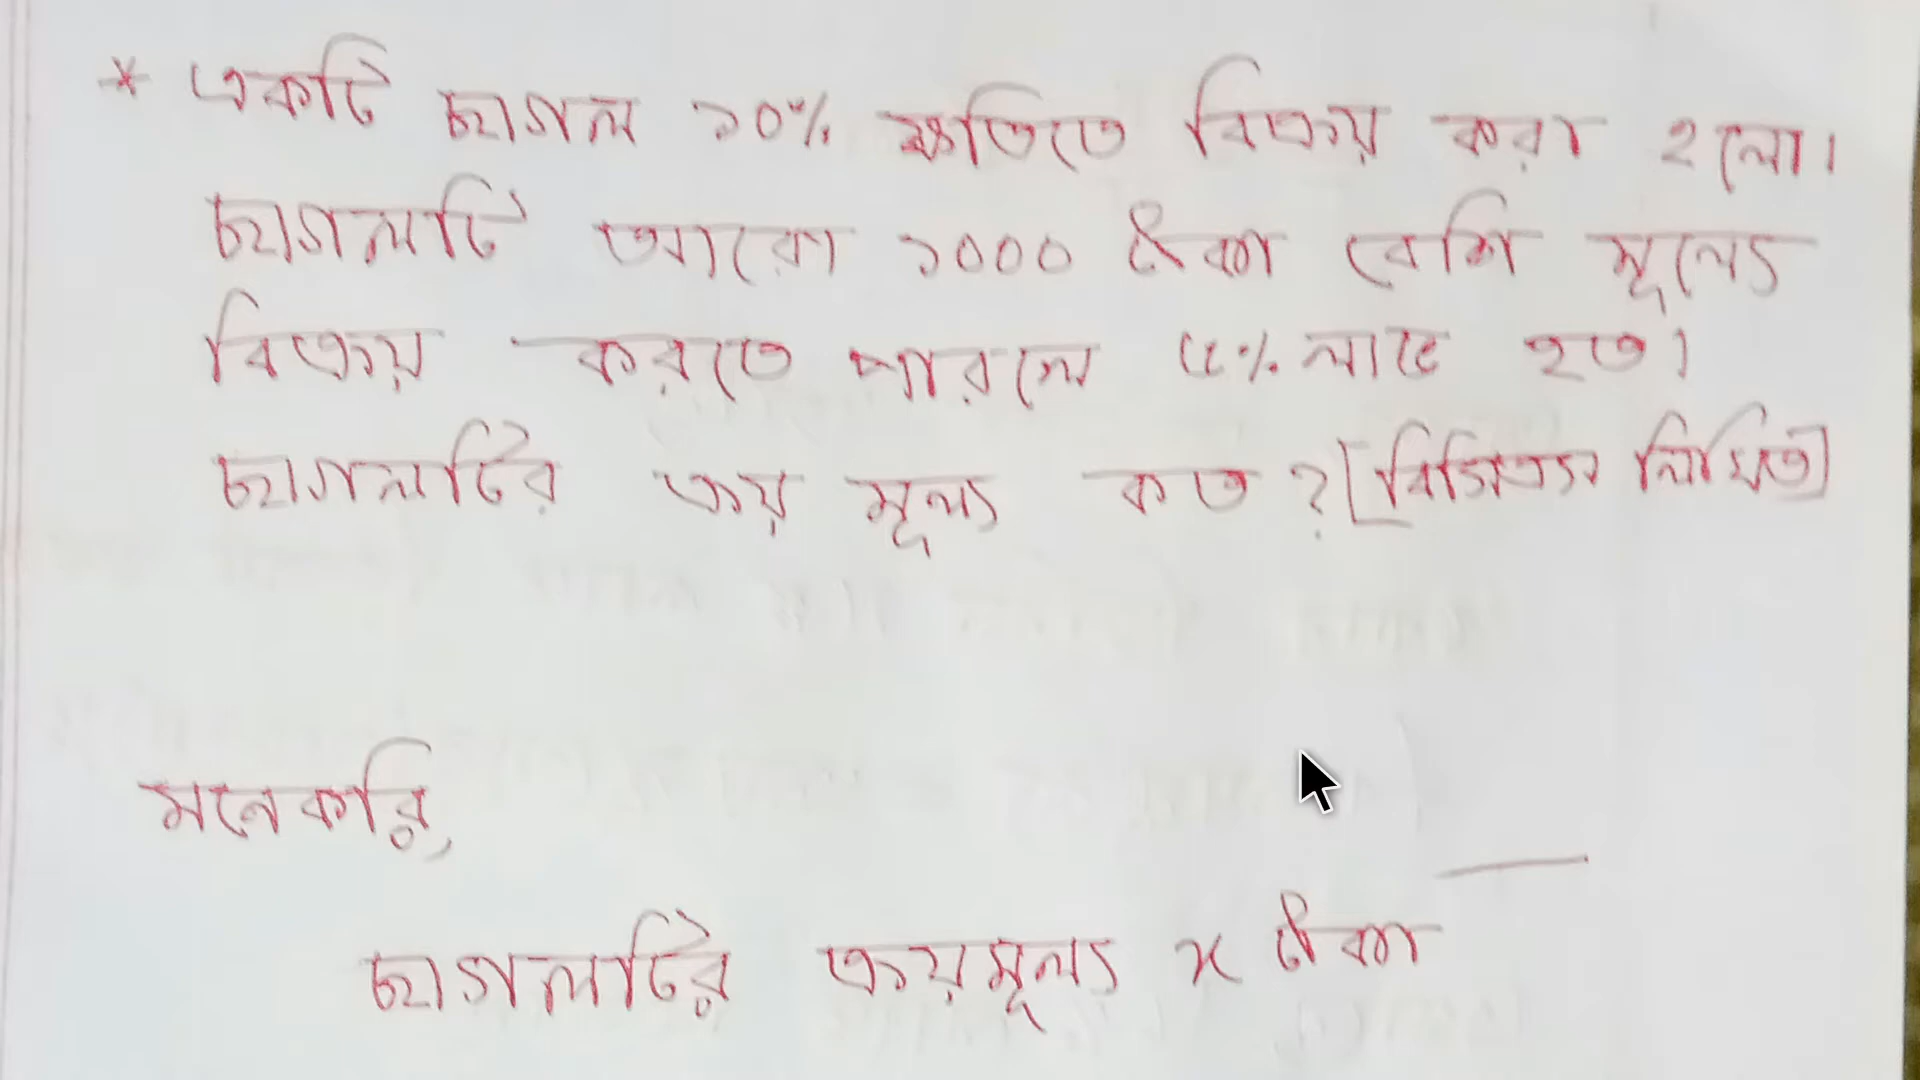 * একটি ছাগল ১০% ক্ষতিতে বিক্রয় করা হলো।
ছাগলটি আরো ১০০০ টাকা বেশি মূল্যে
বিক্রয় করতে পারলে ৫% লাভ হত।
ছাগলটির ক্রয় মূল্য কত ? [বিসিএস লিখিত]
মনেকরি,
ছাগলটির ক্রয়মূল্য x টাকা